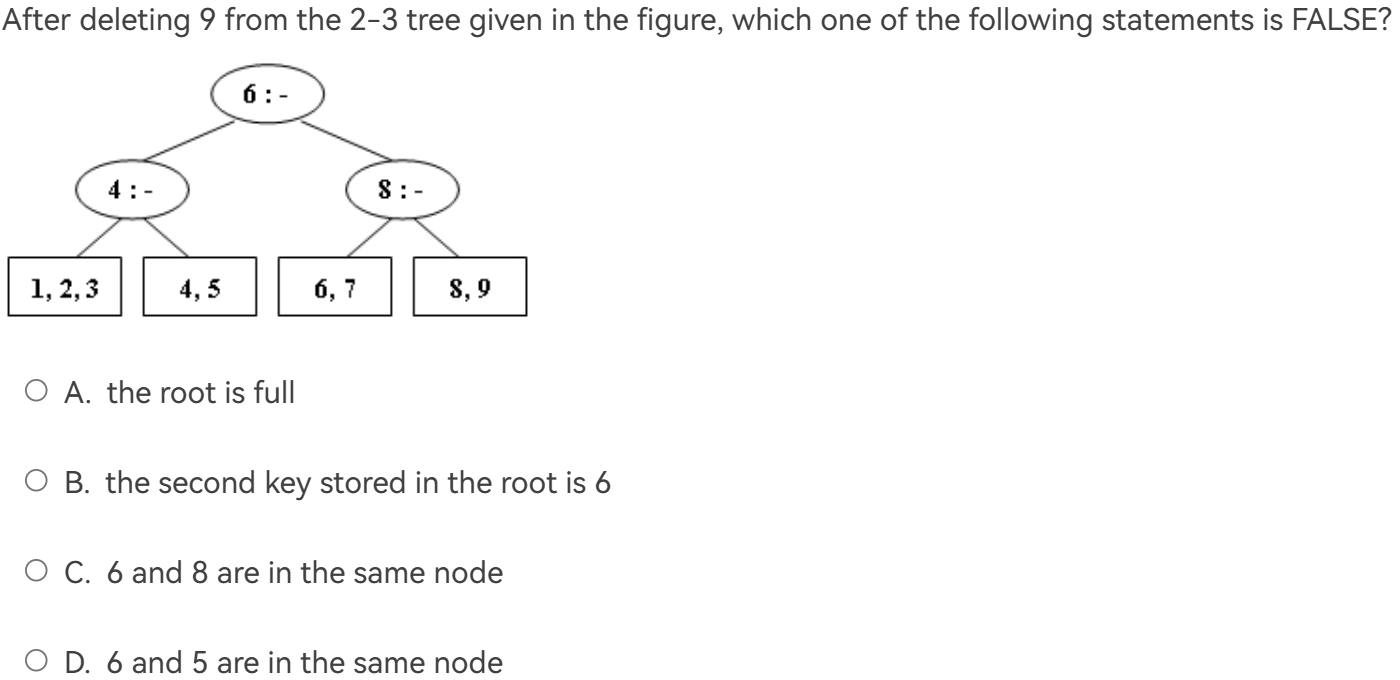 After deleting 9 from the 2-3 tree given in the figure, which one of the following statements is FALSE?
6 : -
4 : -
8 : -
1, 2, 3
4, 5
6, 7
8, 9
A. the root is full
B. the second key stored in the root is 6
C. 6 and 8 are in the same node
D. 6 and 5 are in the same node